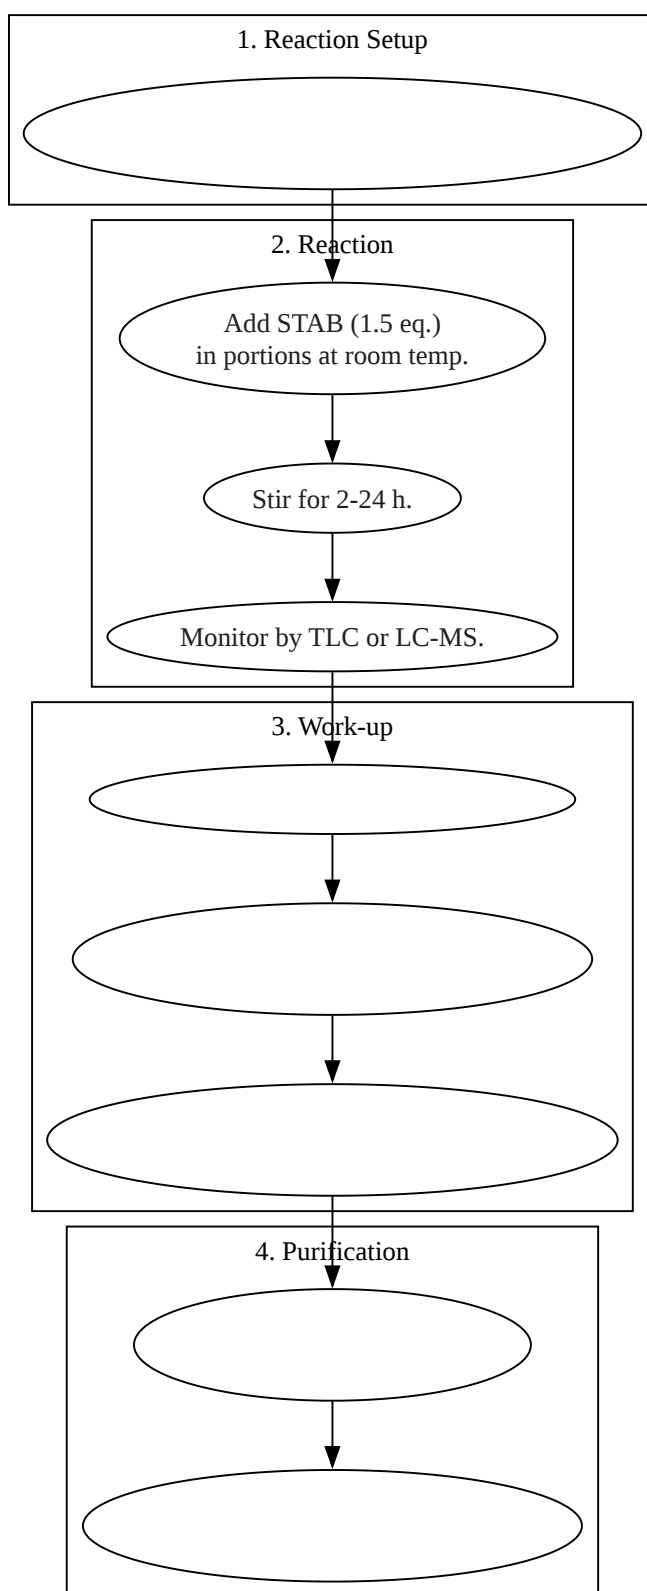 1. Reaction Setup
2. Reaction
Add STAB (1.5 eq.)
in portions at room temp.
Stir for 2-24 h.
Monitor by TLC or LC-MS.
3. Work-up
4. Purification